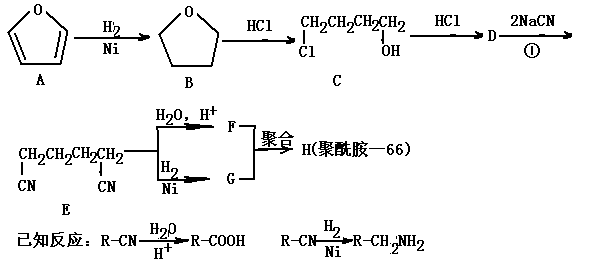 O H2 O HCl CH2CH2CH2CH2 HCl D 2NaCN
Ni Cl OH ①
A B C
H2O, H+ F
CH2CH2CH2CH2 聚合 H(聚酰胺—66)
CN CN H2 G
E Ni
已知反应: R—CN H2O R—COOH R—CN H2 R—CH2NH2
H+ Ni